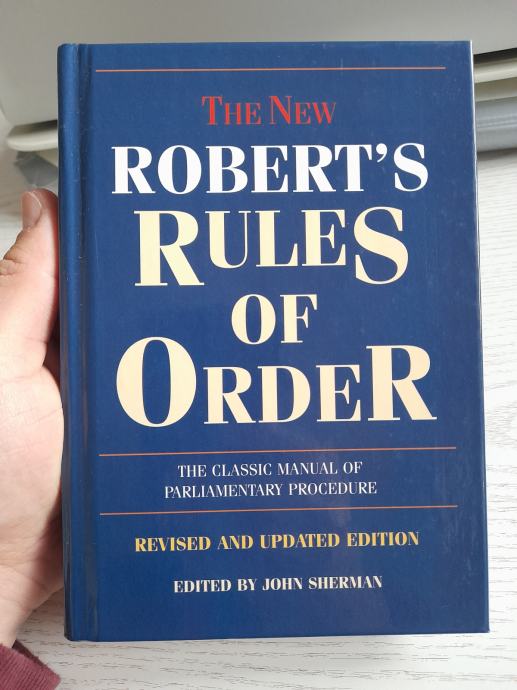 THE NEW
ROBERT'S
RULES
OF
ORDER
THE CLASSIC MANUAL OF
PARLIAMENTARY PROCEDURE
REVISED AND UPDATED EDITION
EDITED BY JOHN SHERMAN